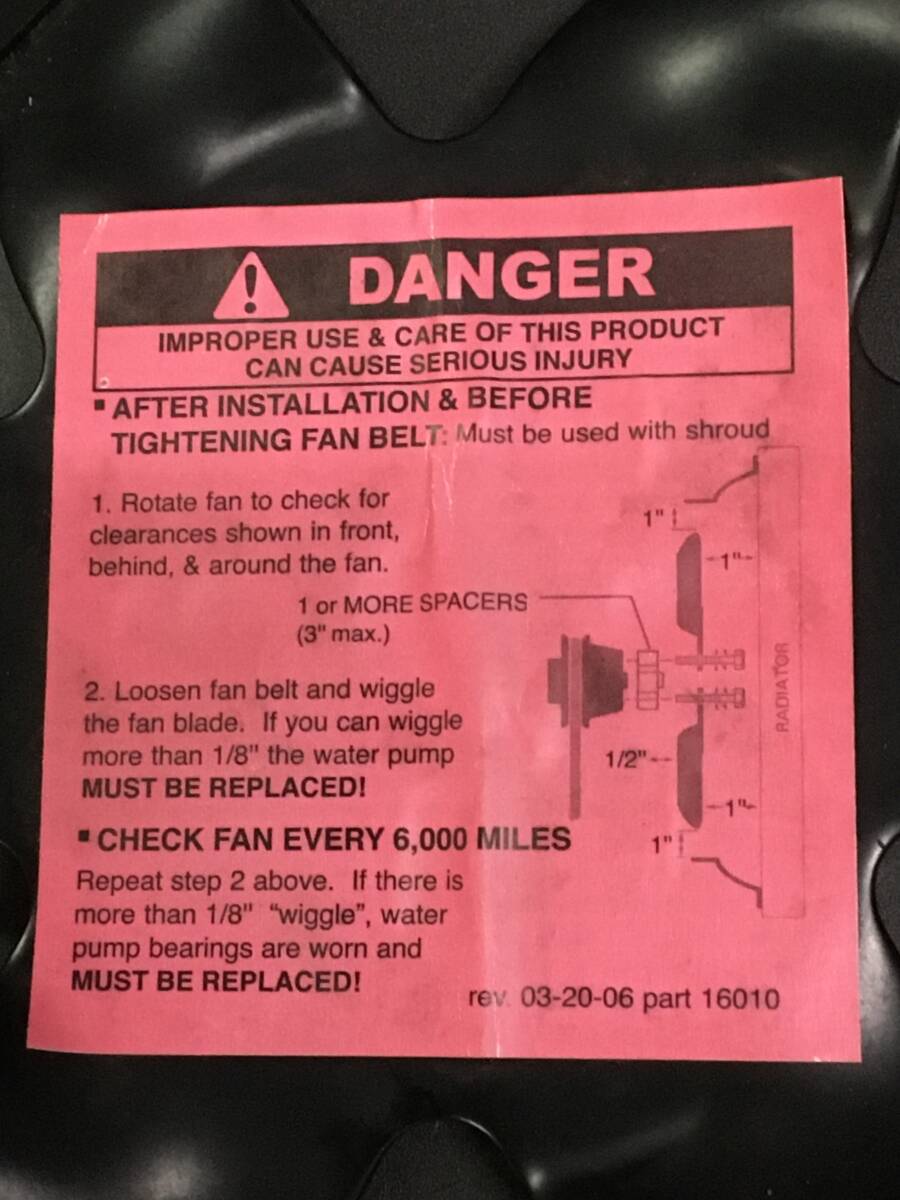 DANGER
IMPROPER USE & CARE OF THIS PRODUCT
CAN CAUSE SERIOUS INJURY
▪ AFTER INSTALLATION & BEFORE
TIGHTENING FAN BELT: Must be used with shroud
1. Rotate fan to check for
clearances shown in front,
behind, & around the fan.
1"
1"
1 or MORE SPACERS
(3" max.)
RADIATOR
2. Loosen fan belt and wiggle
the fan blade. If you can wiggle
more than 1/8" the water pump
MUST BE REPLACED!
1/2"
1"
1"
▪ CHECK FAN EVERY 6,000 MILES
Repeat step 2 above. If there is
more than 1/8" “wiggle”, water
pump bearings are worn and
MUST BE REPLACED!
rev. 03-20-06 part 16010